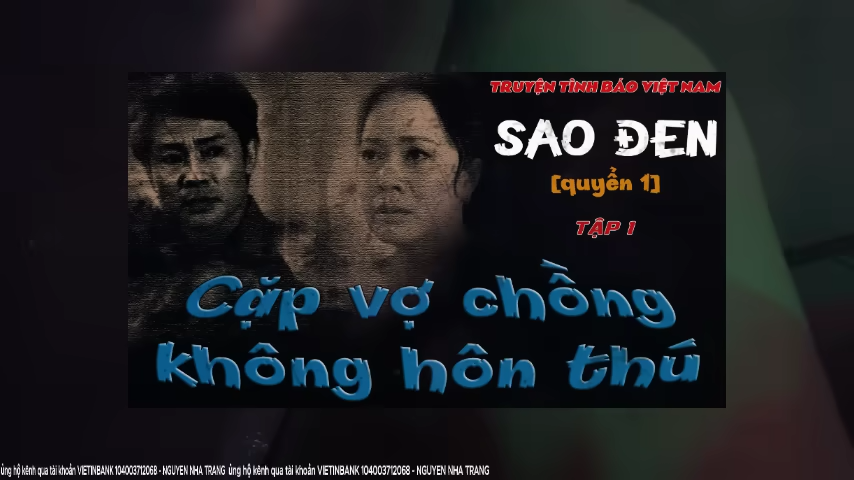 TRUYỆN TÌNH BÁO VIỆT NAM
SAO ĐEN
[quyển 1]
TẬP 1
Cặp vợ chồng
không hôn thú
ủng hộ kênh qua tài khoản VIETINBANK 104003712068 - NGUYEN NHA TRANG ủng hộ kênh qua tài khoản VIETINBANK 104003712068 - NGUYEN NHA TRANG